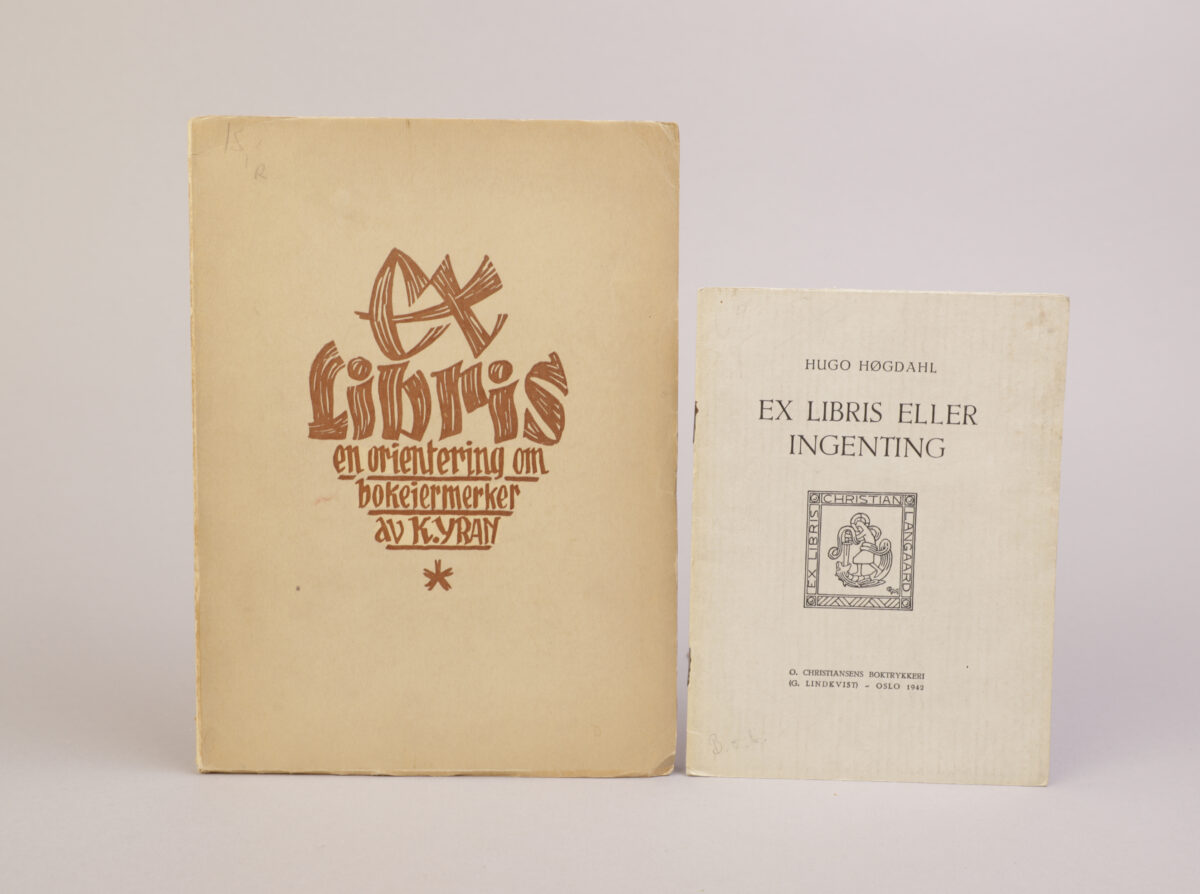 15
R
ex
Libris
en orientering om
bokeiermerker
av K. YRAN
HUGO HØGDAHL
EX LIBRIS ELLER
INGENTING
CHRISTIAN
EX LIBRIS
LANGAARD
O. CHRISTIANSENS BOKTRYKKERI
(G. LINDKVIST) – OSLO 1942